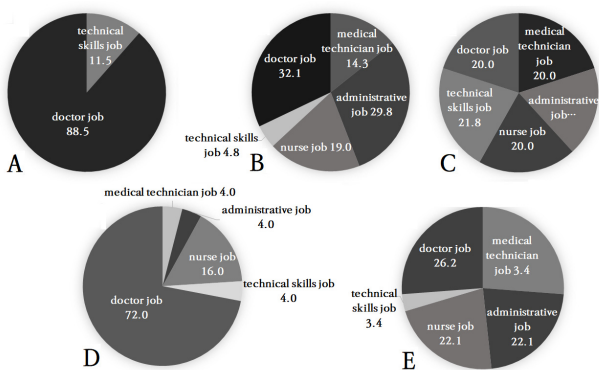 technical
skills job
11.5
doctor job
88.5
A
medical
technician job
14.3
doctor job
32.1
administrative
job 29.8
technical skills
job 4.8
nurse job 19.0
B
doctor job
20.0
medical
technician job
20.0
technical skills
job
21.8
administrative
job...
nurse job
20.0
C
medical technician job 4.0
administrative job
4.0
nurse job
16.0
technical skills job
4.0
doctor job
72.0
D
doctor job
26.2
medical
technician
job 3.4
technical
skills job
3.4
nurse job
22.1
administrative
job
22.1
E